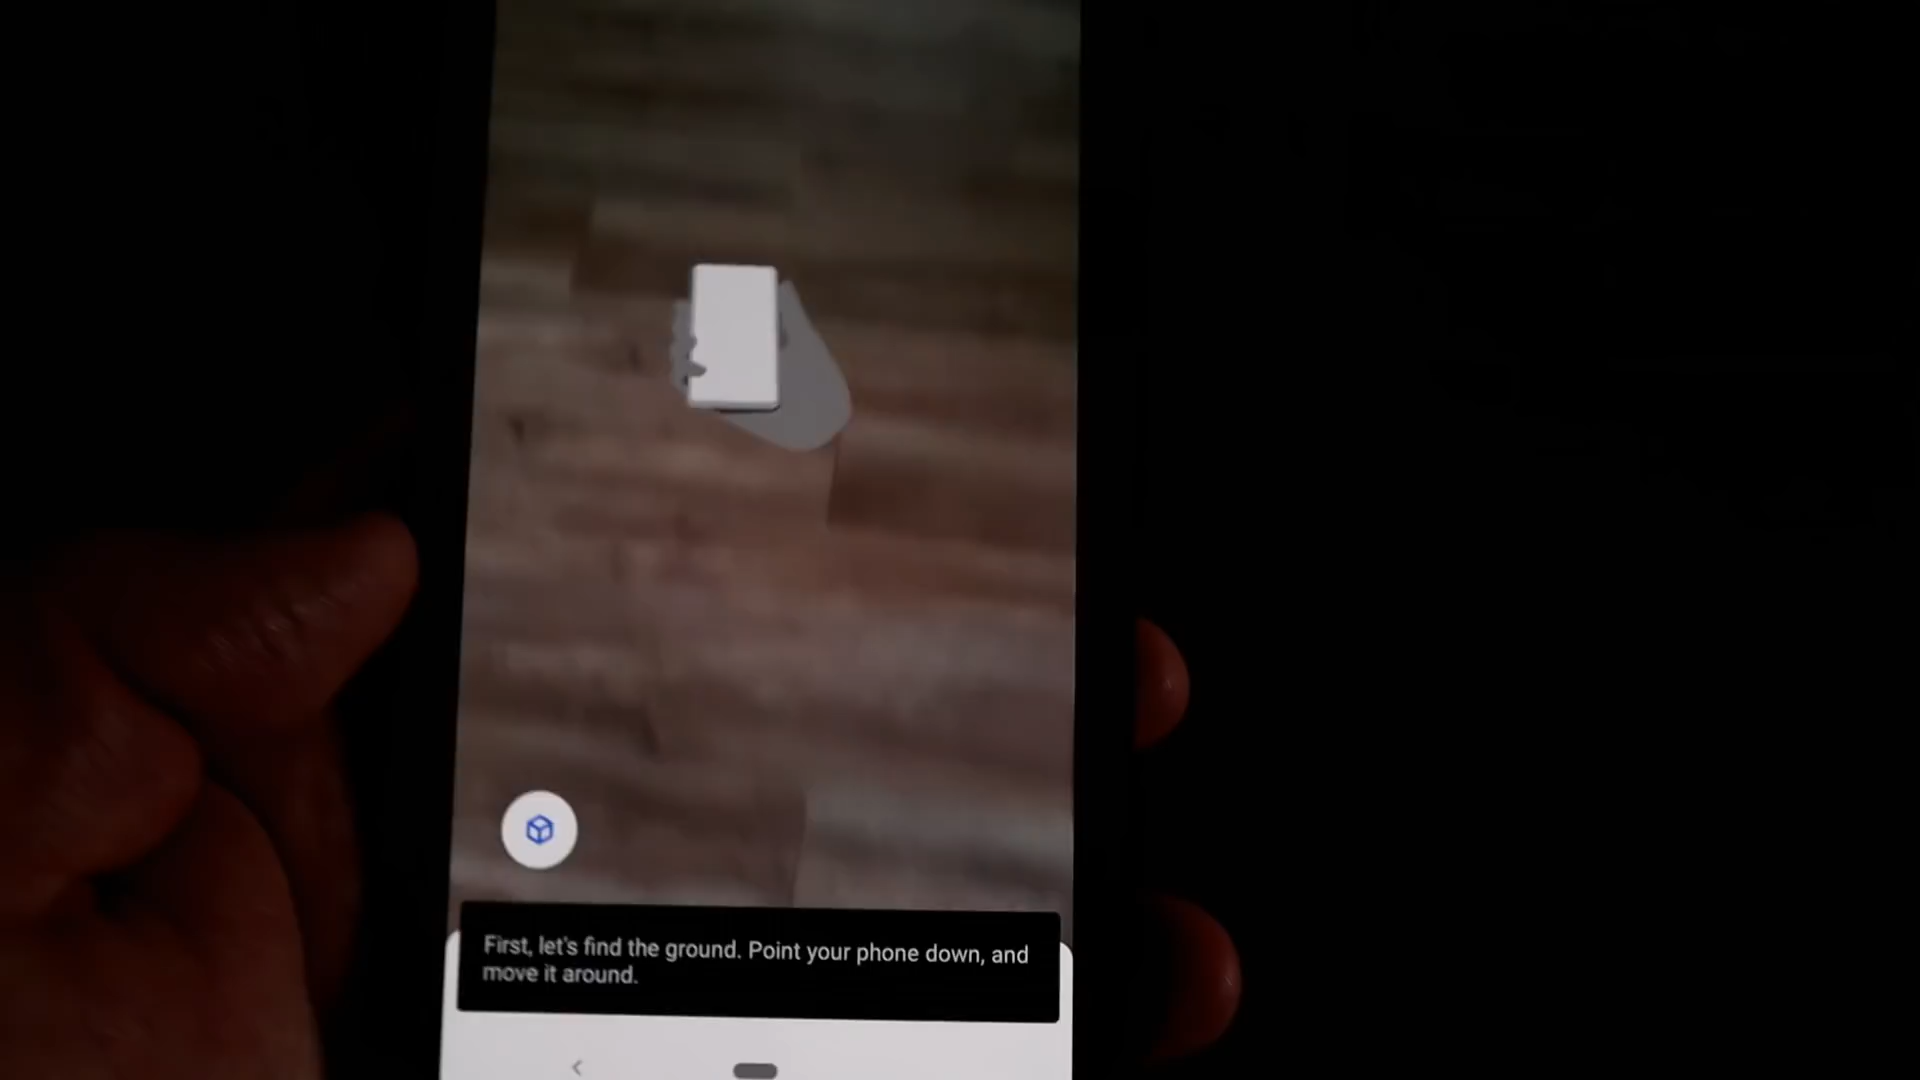 First, let's find the ground. Point your phone down, and
move it around.